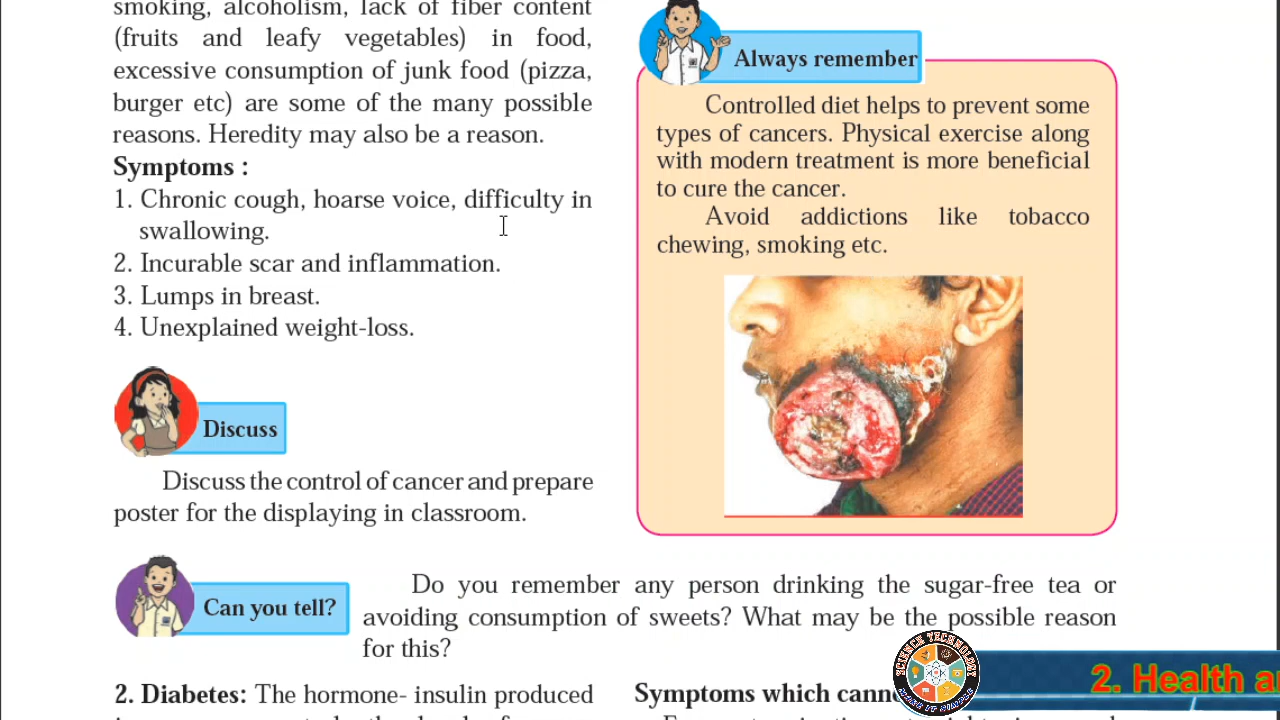 smoking, alcoholism, lack of fiber content
(fruits and leafy vegetables) in food,
excessive consumption of junk food (pizza,
burger etc) are some of the many possible
reasons. Heredity may also be a reason.
Symptoms :
1. Chronic cough, hoarse voice, difficulty in
swallowing.
2. Incurable scar and inflammation.
3. Lumps in breast.
4. Unexplained weight-loss.
Discuss
Discuss the control of cancer and prepare
poster for the displaying in classroom.
Always remember
Controlled diet helps to prevent some
types of cancers. Physical exercise along
with modern treatment is more beneficial
to cure the cancer.
Avoid addictions like tobacco
chewing, smoking etc.
Can you tell?
Do you remember any person drinking the sugar-free tea or
avoiding consumption of sweets? What may be the possible reason
for this?
2. Diabetes: The hormone- insulin produced
Symptoms which
SCIENCE TECHNOLOGY
2. Health